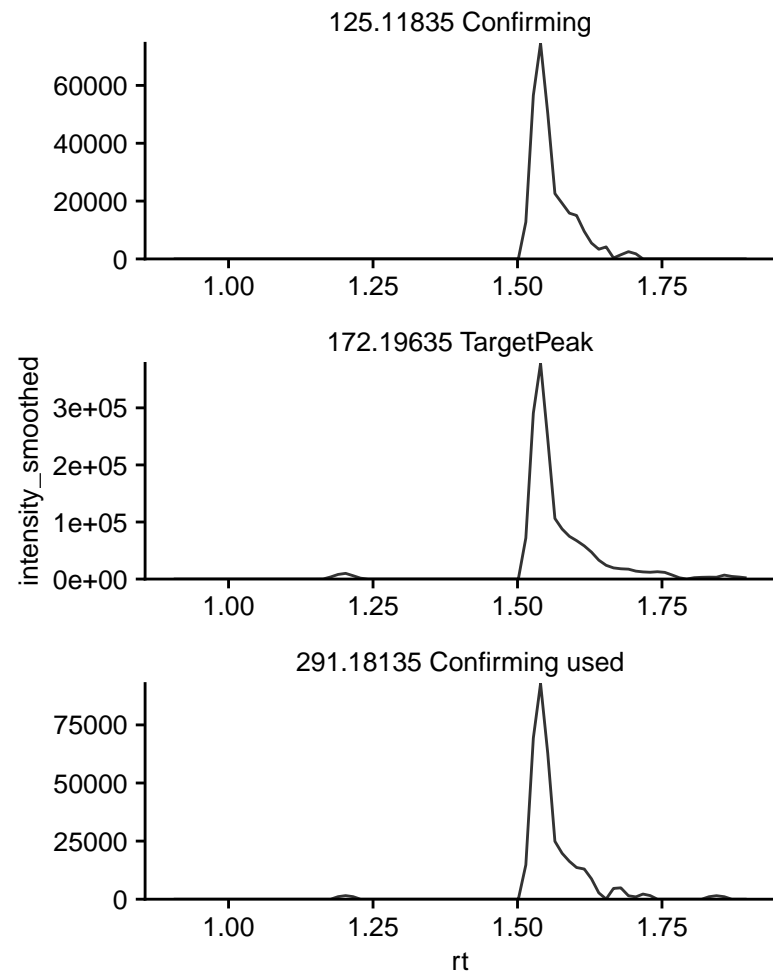 125.11835 Confirming
60000
40000
20000
0
1.00 1.25 1.50 1.75
172.19635 TargetPeak
intensity_smoothed
3e+05
2e+05
1e+05
0e+00
1.00 1.25 1.50 1.75
291.18135 Confirming used
75000
50000
25000
0
1.00 1.25 1.50 1.75
rt